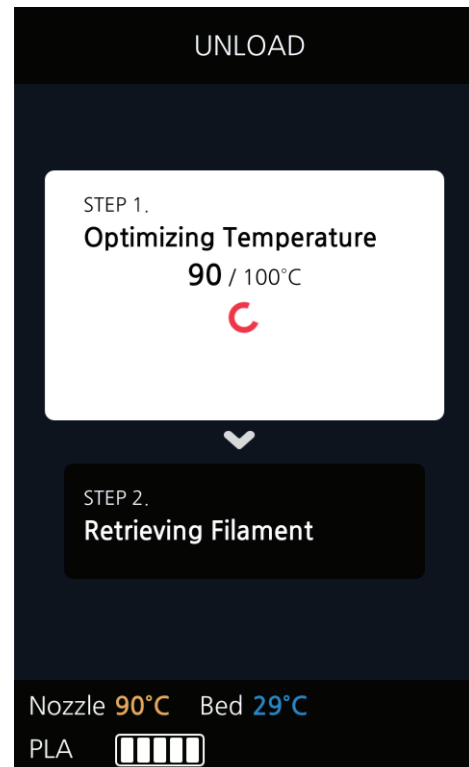 UNLOAD
STEP 1.
Optimizing Temperature
90 / 100°C
STEP 2.
Retrieving Filament
Nozzle 90°C Bed 29°C
PLA